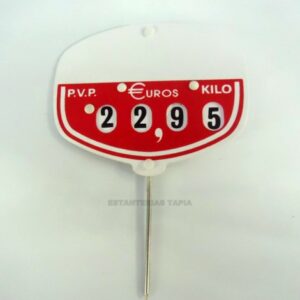 P.V.P. €UROS KILO
22,95
ESTANTERIAS TAPIA